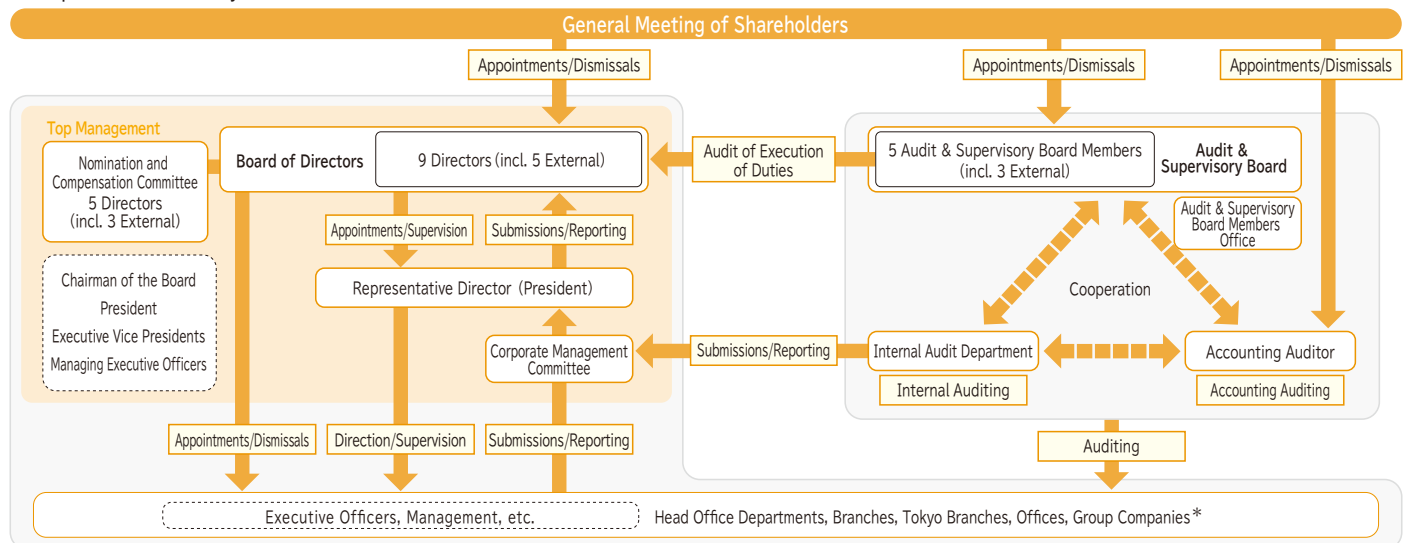 General Meeting of Shareholders
Appointments/Dismissals
Appointments/Dismissals
Appointments/Dismissals
Top Management
Nomination and
Compensation Committee
5 Directors
(incl. 3 External)
Board of Directors
9 Directors (incl. 5 External)
Audit of Execution
of Duties
5 Audit & Supervisory Board Members
(incl. 3 External)
Audit &
Supervisory Board
Audit & Supervisory
Board Members
Office
Appointments/Supervision
Submissions/Reporting
Chairman of the Board
President
Executive Vice Presidents
Managing Executive Officers
Representative Director (President)
Cooperation
Corporate Management
Committee
Submissions/Reporting
Internal Audit Department
Accounting Auditor
Internal Auditing
Accounting Auditing
Appointments/Dismissals
Direction/Supervision
Submissions/Reporting
Auditing
Executive Officers, Management, etc.
Head Office Departments, Branches, Tokyo Branches, Offices, Group Companies*